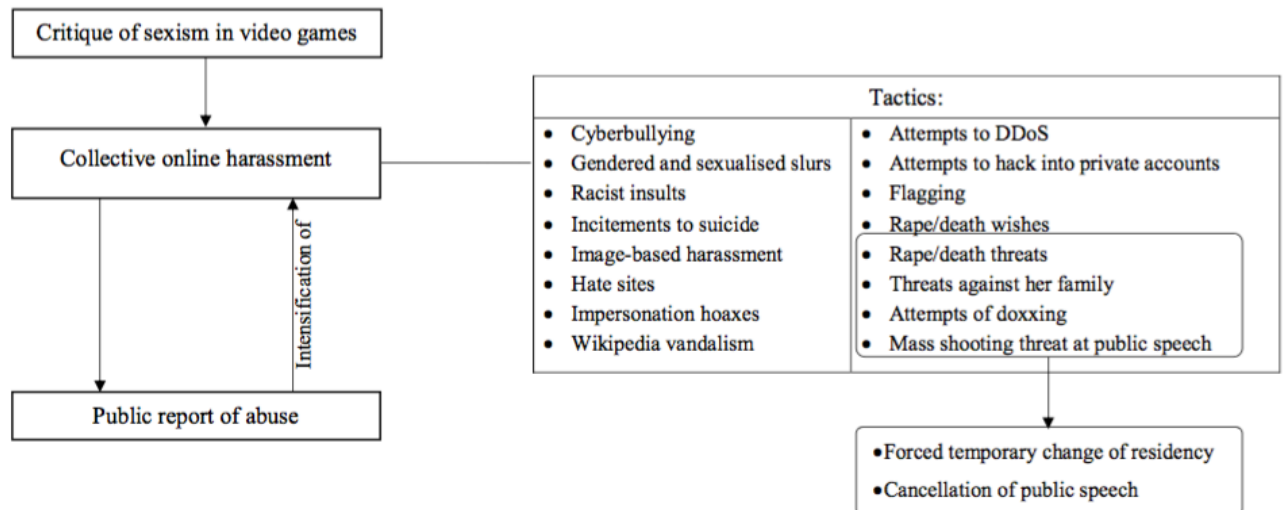 Critique of sexism in video games
Collective online harassment
Intensification of
Public report of abuse
Tactics:
• Cyberbullying
• Gendered and sexualised slurs
• Racist insults
• Incitements to suicide
• Image-based harassment
• Hate sites
• Impersonation hoaxes
• Wikipedia vandalism
• Attempts to DDoS
• Attempts to hack into private accounts
• Flagging
• Rape/death wishes
• Rape/death threats
• Threats against her family
• Attempts of doxxing
• Mass shooting threat at public speech
•Forced temporary change of residency
•Cancellation of public speech